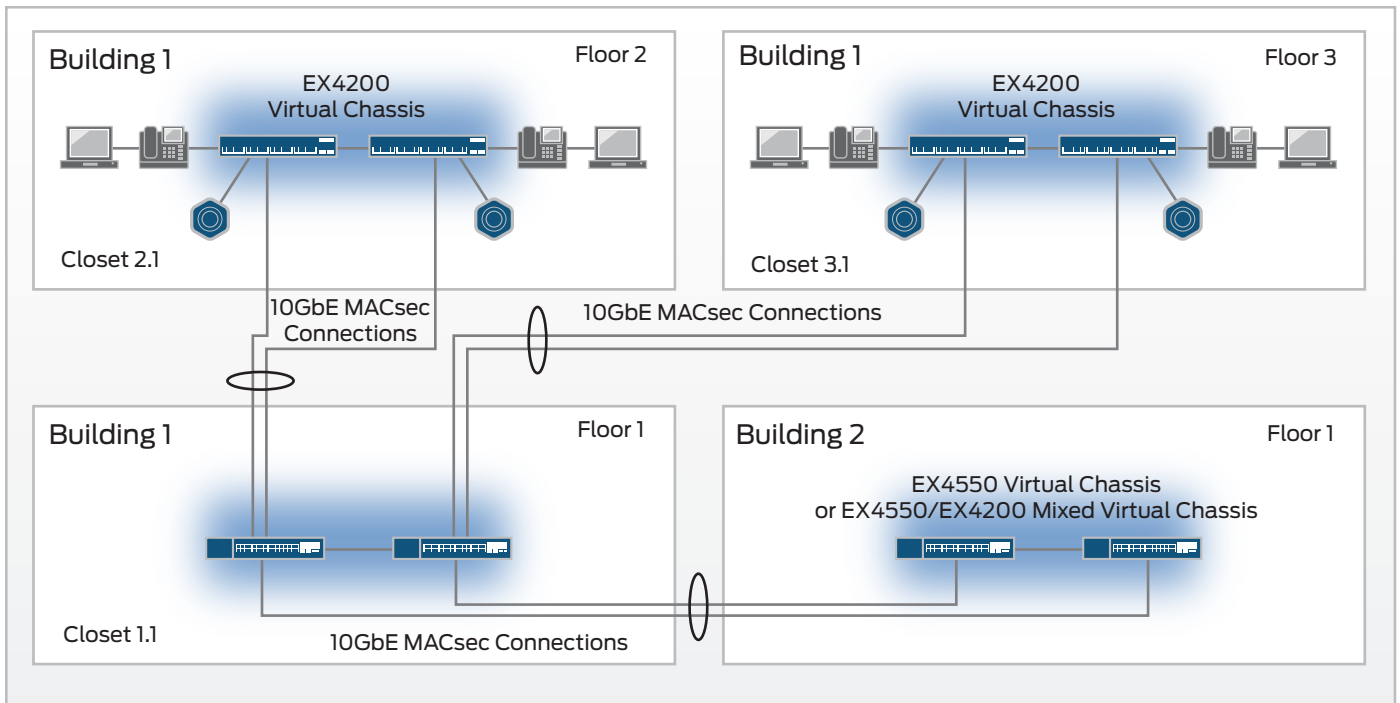 Building 1
Floor 2
EX4200
Virtual Chassis
Closet 2.1
Building 1
Floor 3
EX4200
Virtual Chassis
Closet 3.1
10GbE MACsec
Connections
10GbE MACsec Connections
Building 1
Floor 1
Closet 1.1
10GbE MACsec Connections
Building 2
Floor 1
EX4550 Virtual Chassis
or EX4550/EX4200 Mixed Virtual Chassis